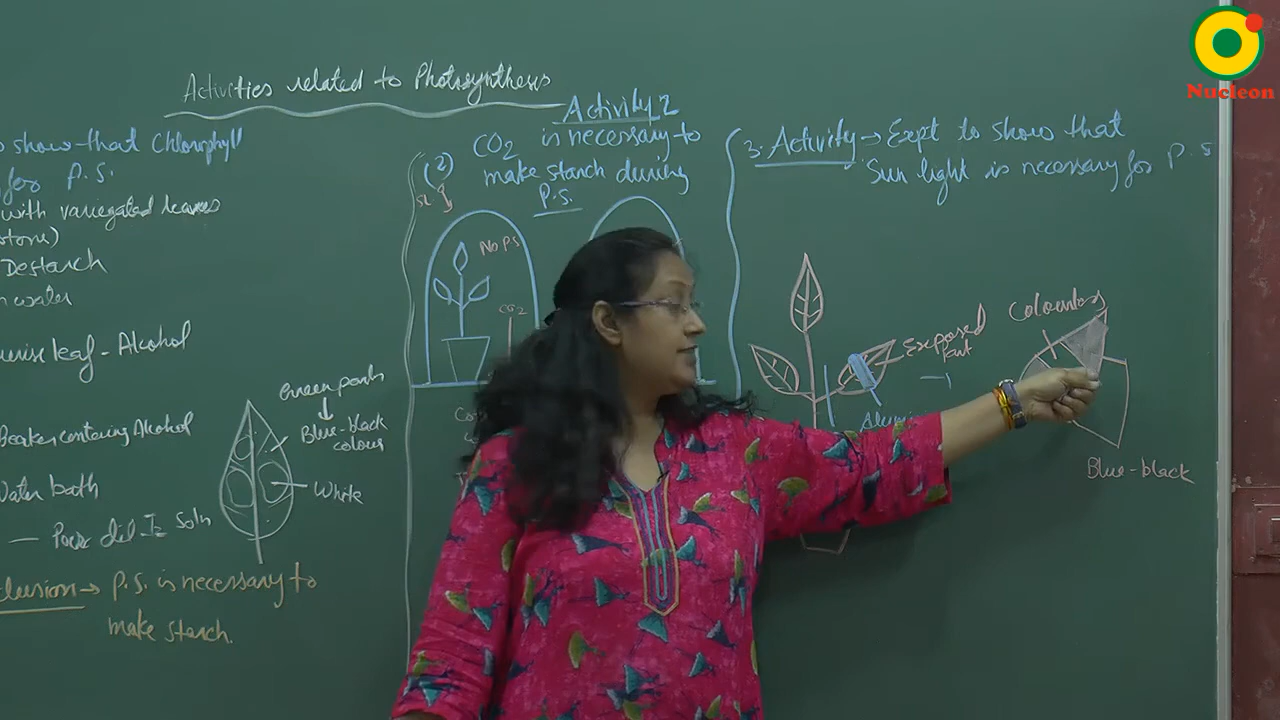 Nucleon
Activities related to Photosynthesis
show that Chlorophyll
for P.S.
with variegated leaves
Destarch
water
leaf - Alcohol
Beaker containing Alcohol
Water bath
Pour dil - I₂ Soln
P.S. is necessary to
make starch.
Green parts
↓
Blue-black
colour
White
Activity 2
(2) CO₂ is necessary to
make starch during
P.S.
No P.S
CO₂
3. Activity → Expt to show that
Sun light is necessary for P.S
Exposed
Part
Colourless
Blue-black